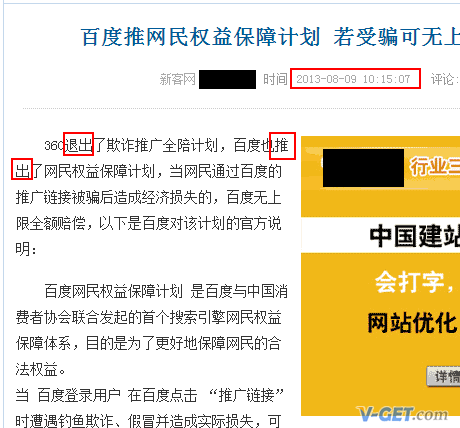 百度推网民权益保障计划 若受骗可无上
新客网 时间 2013-08-09 10:15:07 评论:
360退出了欺诈推广全陪计划，百度也推
出了网民权益保障计划，当网民通过百度的
推广链接被骗后造成经济损失的，百度无上
限全额赔偿，以下是百度对该计划的官方说
明：
百度网民权益保障计划 是百度与中国消
费者协会联合发起的首个搜索引擎网民权益
保障体系，目的是为了更好地保障网民的合
法权益。
当 百度登录用户 在百度点击 “推广链接”
时遭遇钓鱼欺诈、假冒并造成实际损失，可
行业三
中国建站
会打字，
网站优化
详情
V-GET.com